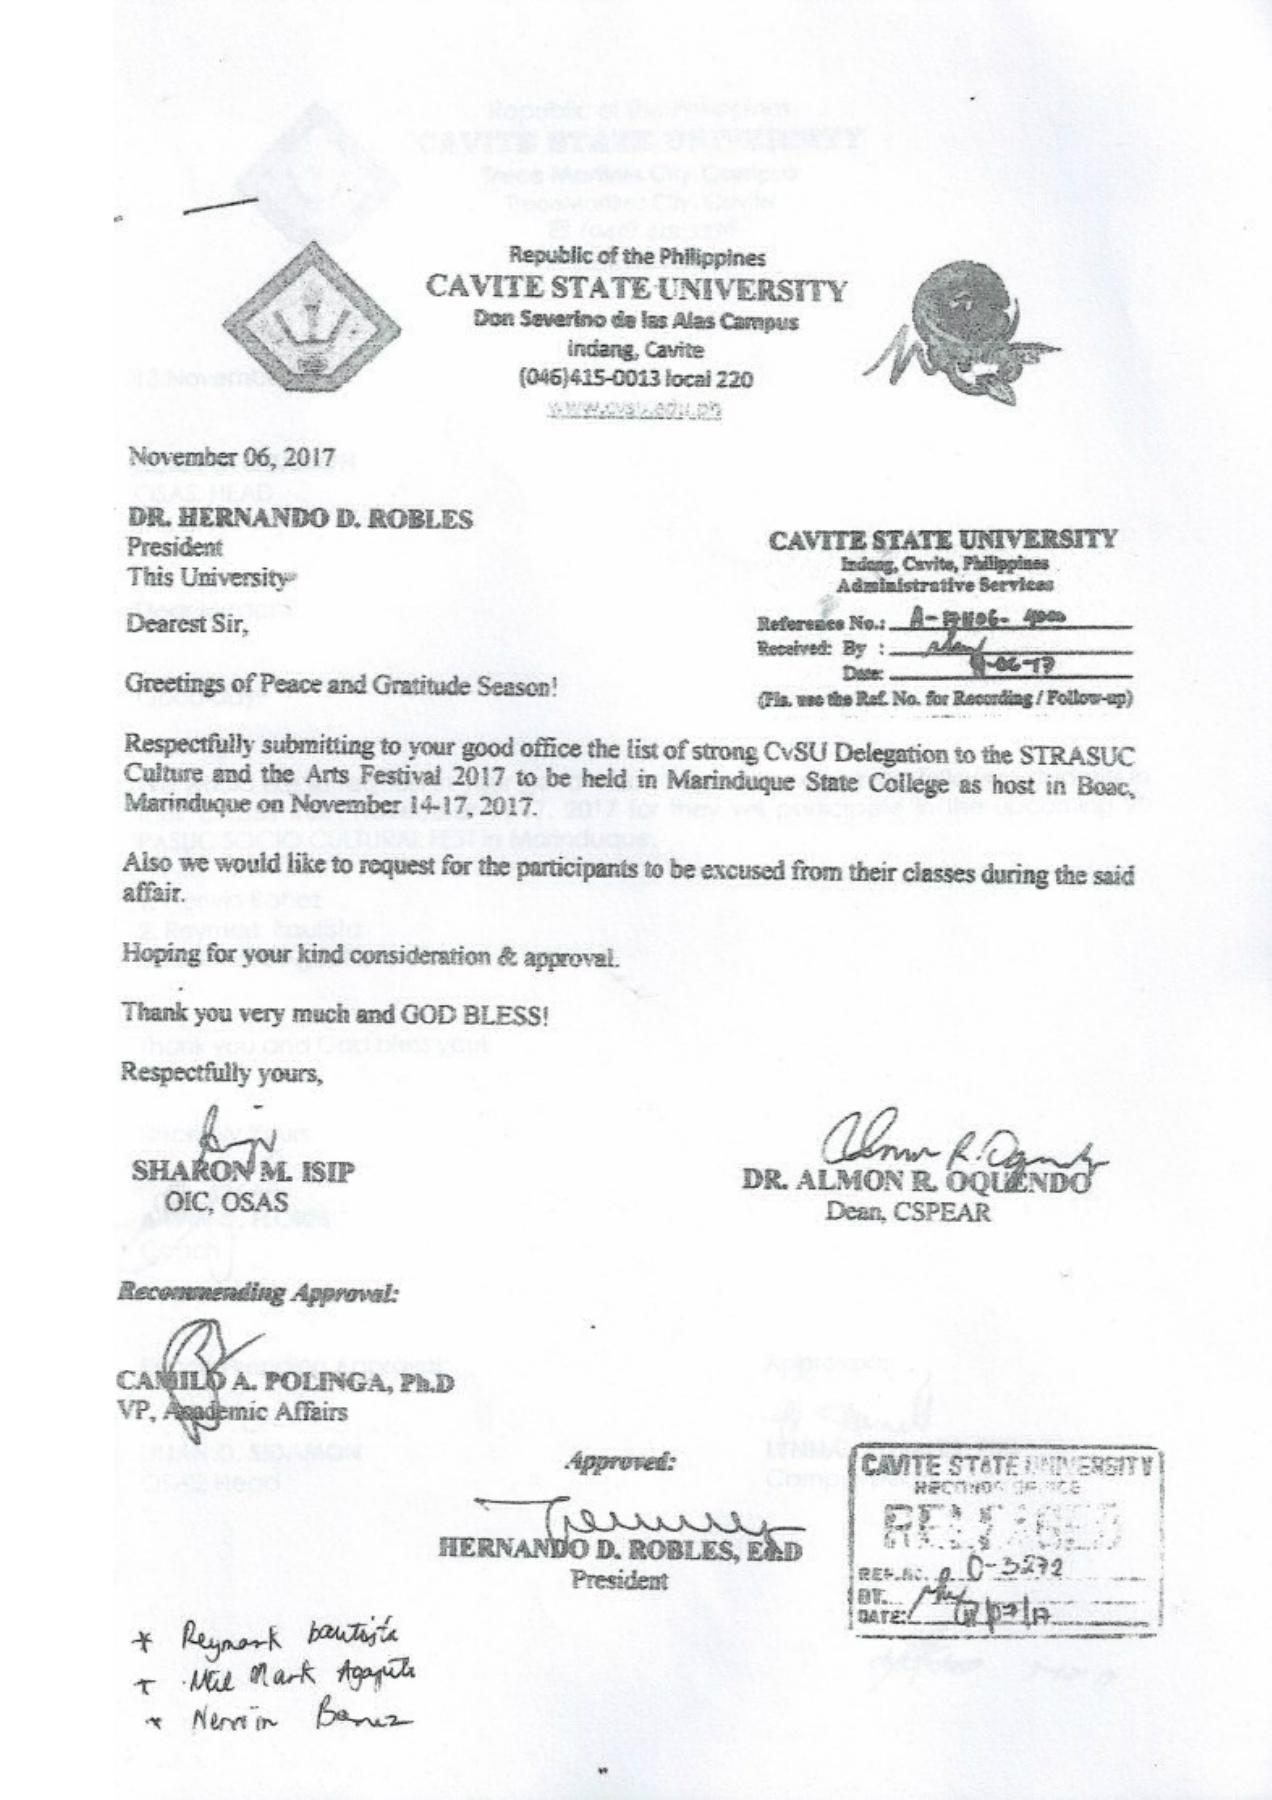 Republic of the Philippines
CAVITE STATE UNIVERSITY
Don Severino de las Alas Campus
Indang, Cavite
(046)415-0013 local 220
www.cvsu.edu.ph
November 06, 2017
DR. HERNANDO D. ROBLES
President
This University
CAVITE STATE UNIVERSITY
Indang, Cavite, Philippines
Administrative Services
Reference No.:
Received: By :
Date: 11-06-17
(Pls. use the Ref. No. for Recording / Follow-up)
Dearest Sir,
Greetings of Peace and Gratitude Season!
Respectfully submitting to your good office the list of strong CvSU Delegation to the STRASUC
Culture and the Arts Festival 2017 to be held in Marinduque State College as host in Boac,
Marinduque on November 14-17, 2017.
Also we would like to request for the participants to be excused from their classes during the said
affair.
Hoping for your kind consideration & approval.
Thank you very much and GOD BLESS!
Respectfully yours,
SHARON M. ISIP
OIC, OSAS
Almon R. Oquendo
DR. ALMON R. OQUENDO
Dean, CSPEAR
Recommending Approval:
CAMILO A. POLINGA, Ph.D
VP, Academic Affairs
Approved:
HERNANDO D. ROBLES, EdD
President
CAVITE STATE UNIVERSITY
RECORDS OFFICE
RELEASED
REF. NO. 0-3272
BY:
DATE: 11/07/17
* Reymark Bautista
* Mark
* Banez